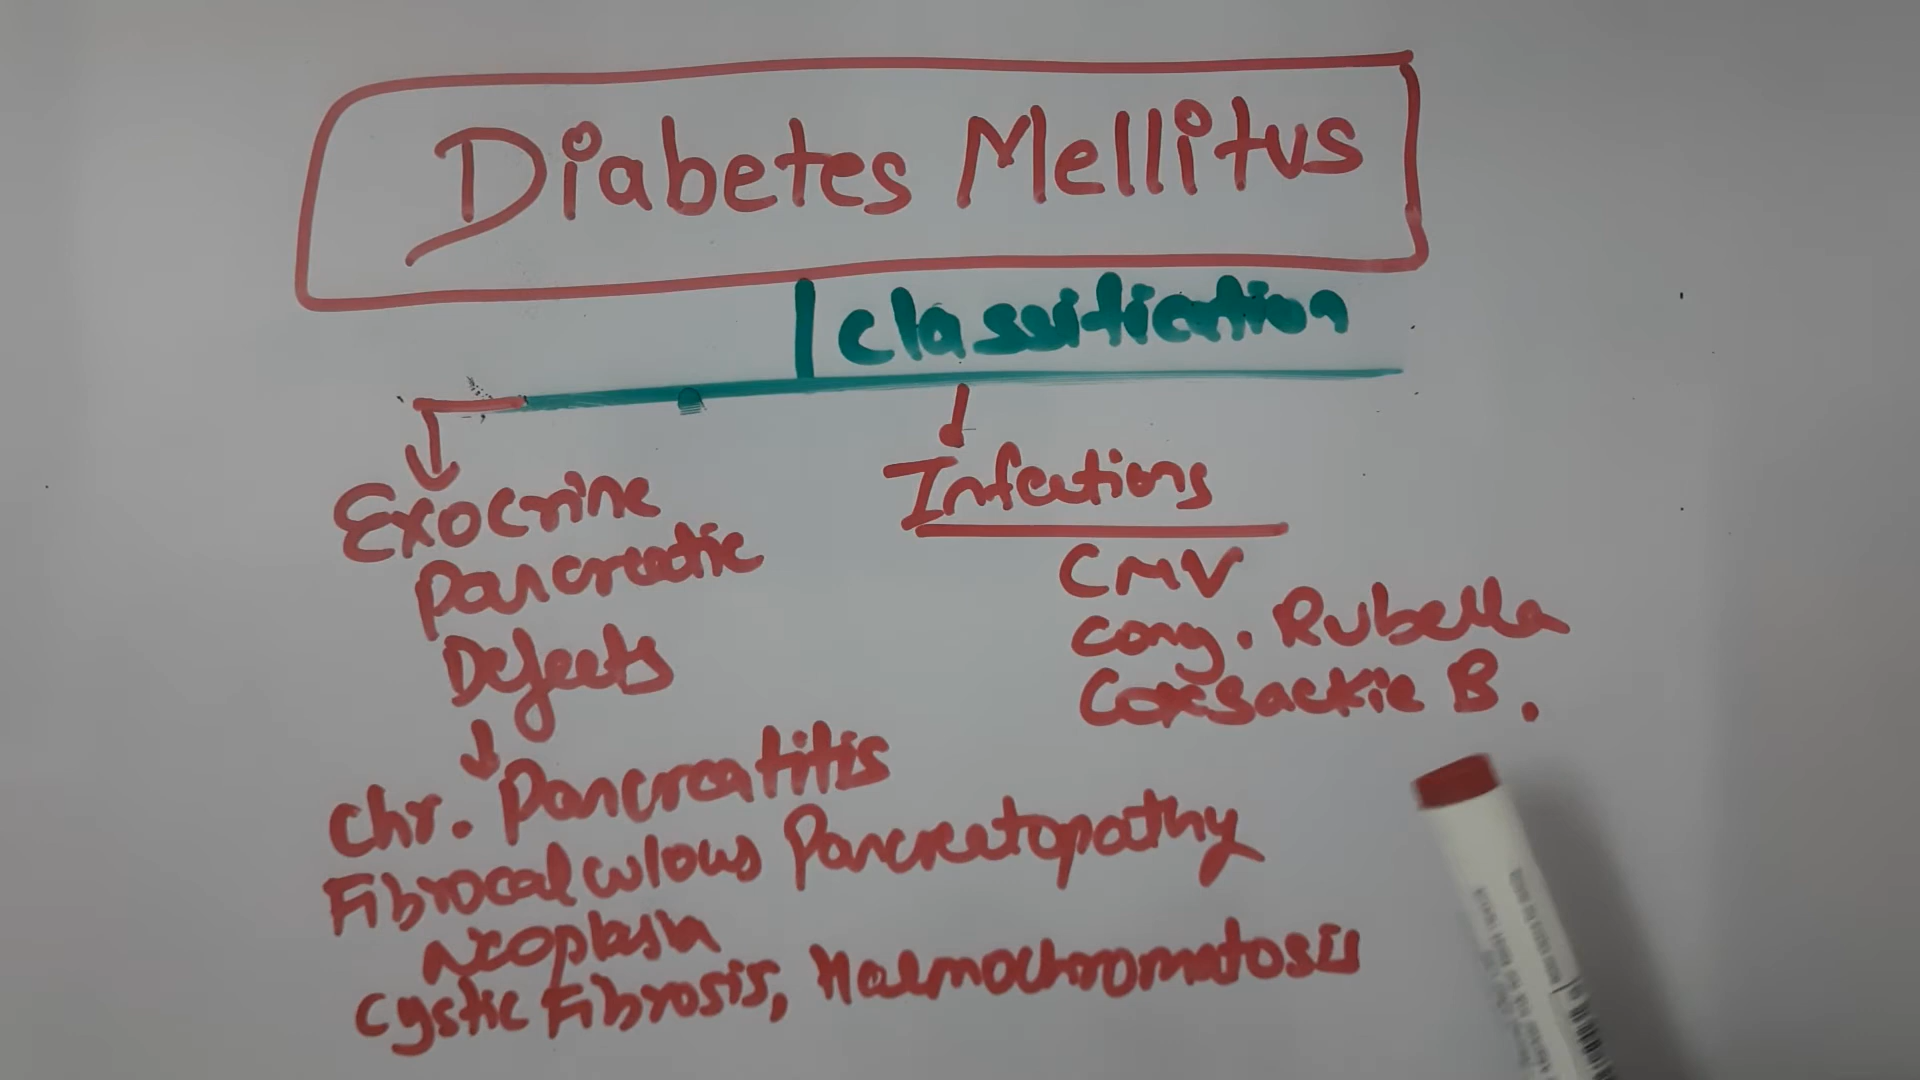 Diabetes Mellitus
classification
Exocrine
Pancreatic
Defects
chr. Pancreatitis
Fibrocalculous Pancreatopathy
Neoplasia
Cystic Fibrosis, Haemochromatosis
Infections
CMV
cong. Rubella
Coxsackie B.